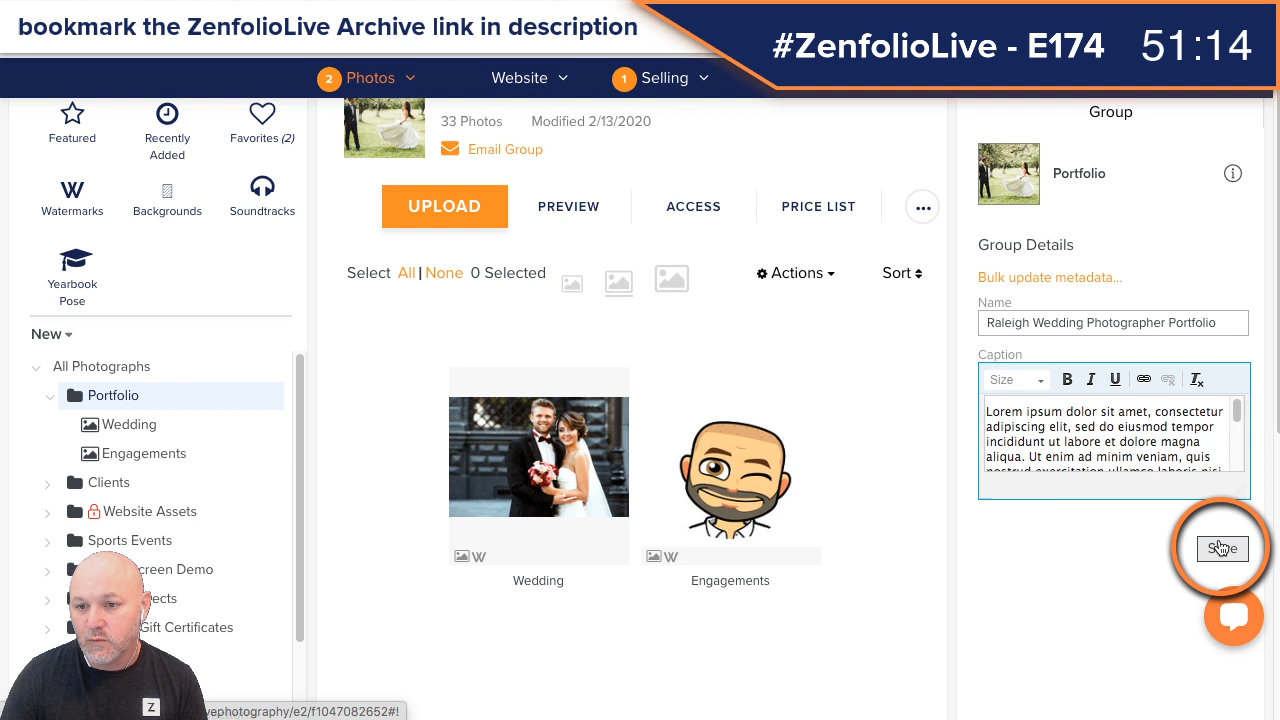 bookmark the ZenfolioLive Archive link in description
#ZenfolioLive - E174
51:14
2 Photos
Website
1 Selling
Featured
Recently Added
Favorites (2)
W
Watermarks
Backgrounds
Soundtracks
Yearbook Pose
New
All Photographs
Portfolio
Wedding
Engagements
Clients
Website Assets
Sports Events
creen Demo
Gift Certificates
Z
vephotography/e2/f1047082652#!
33 Photos
Modified 2/13/2020
Email Group
UPLOAD
PREVIEW
ACCESS
PRICE LIST
...
Select All | None 0 Selected
Actions
Sort
W
Wedding
W
Engagements
Group
Portfolio
Group Details
Bulk update metadata...
Name
Raleigh Wedding Photographer Portfolio
Caption
Size
B I U
Lorem ipsum dolor sit amet, consectetur
adipiscing elit, sed do eiusmod tempor
incididunt ut labore et dolore magna
aliqua. Ut enim ad minim veniam, quis
nostrud exercitation ullamco laboris nisi